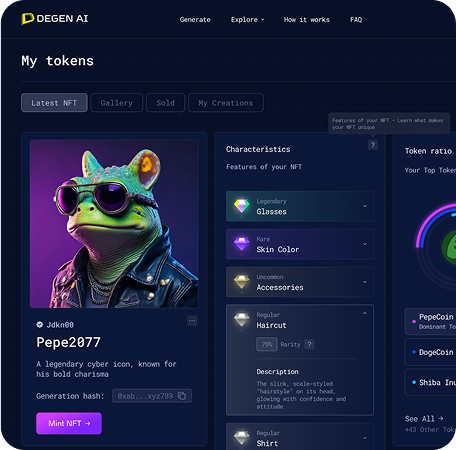 DEGEN AI
Generate
Explore
How it works
FAQ
My tokens
Latest NFT
Gallery
Sold
My Creations
Features of your NFT - Learn what makes
your NFT unique
Jdkn00
Pepe2077
A legendary cyber icon, known for
his bold charisma
Generation hash:
0xab...xyz789
Mint NFT →
Characteristics
?
Features of your NFT
Legendary
Glasses
Rare
Skin Color
Uncommon
Accessories
Regular
Haircut
75%
Rarity
?
Description
The slick, scale-styled
"hairstyle" on its head,
glowing with confidence and
attitude
Regular
Shirt
Token ratio
Your Top Token
PepeCoin
Dominant To
DogeCoin
Shiba Inu
See All →
+43 Other Toke